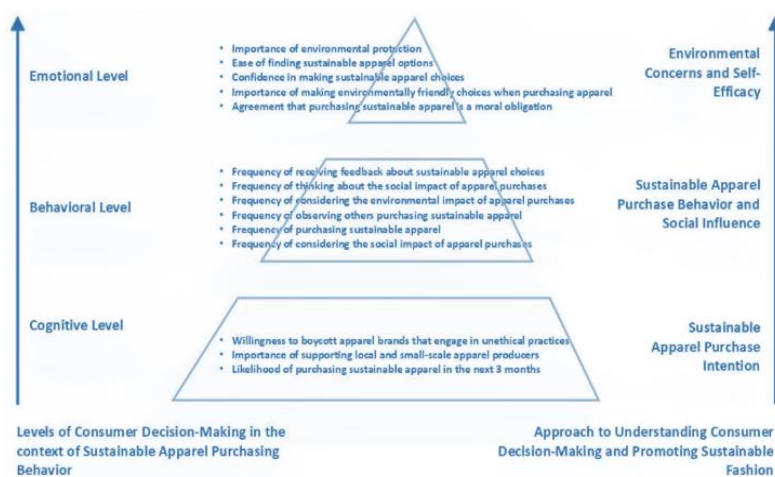 Emotional Level
• Importance of environmental protection
• Ease of finding sustainable apparel options
• Confidence in making sustainable apparel choices
• Importance of making environmentally friendly choices when purchasing apparel
• Agreement that purchasing sustainable apparel is a moral obligation
Environmental
Concerns and Self-
Efficacy
Behavioral Level
• Frequency of receiving feedback about sustainable apparel choices
• Frequency of thinking about the social impact of apparel purchases
• Frequency of considering the environmental impact of apparel purchases
• Frequency of observing others purchasing sustainable apparel
• Frequency of purchasing sustainable apparel
• Frequency of considering the social impact of apparel purchases
Sustainable Apparel
Purchase Behavior and
Social Influence
Cognitive Level
• Willingness to boycott apparel brands that engage in unethical practices
• Importance of supporting local and small-scale apparel producers
• Likelihood of purchasing sustainable apparel in the next 3 months
Sustainable
Apparel Purchase
Intention
Levels of Consumer Decision-Making in the
context of Sustainable Apparel Purchasing
Behavior
Approach to Understanding Consumer
Decision-Making and Promoting Sustainable
Fashion